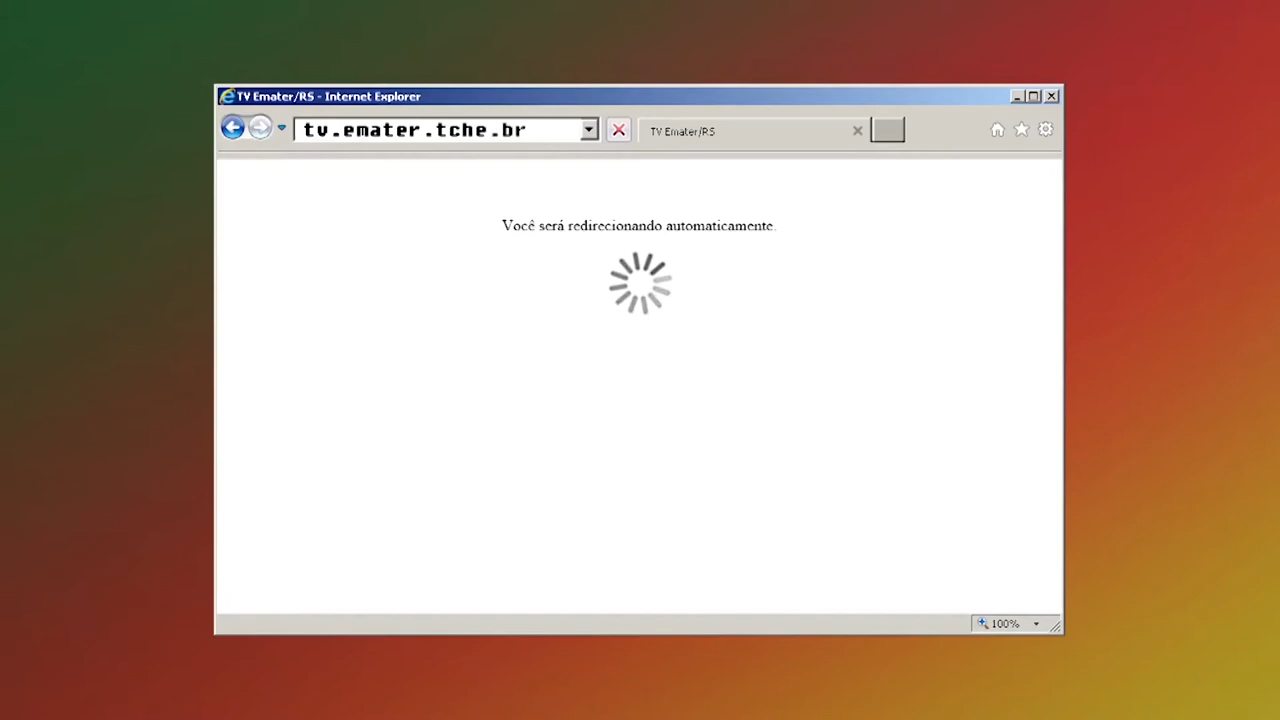 TV Emater/RS - Internet Explorer
tv.emater.tche.br
TV Emater/RS
Você será redirecionando automaticamente.
100%